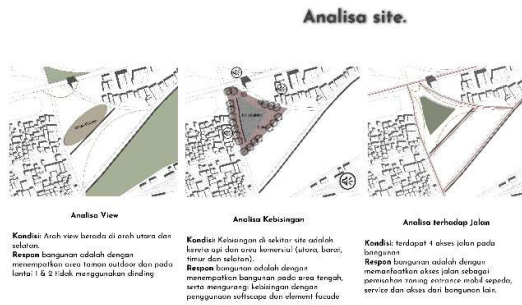 Analisa site.
Analisa View
Kondisi: Arah view berada di arah utara dan
selatan.
Respon bangunan adalah dengan
menempatkan area taman outdoor dan pada
lantai 1 & 2 tidak menggunakan dinding
Analisa Kebisingan
Kondisi: Kebisingan di sekitar site adalah
kereta api dan area komersial (utara, barat,
timur dan selatan).
Respon bangunan adalah dengan
menempatkan bangunan pada area tengah,
serta mengurangi kebisingan dengan
penggunaan softscape dan element facade
Analisa terhadap Jalan
Kondisi: terdapat 4 akses jalan pada
bangunan
Respon bangunan adalah dengan
memanfaatkan akses jalan sebagai
pemisahan zoning entrance mobil sepeda,
service dan akses dari bangunan lain.